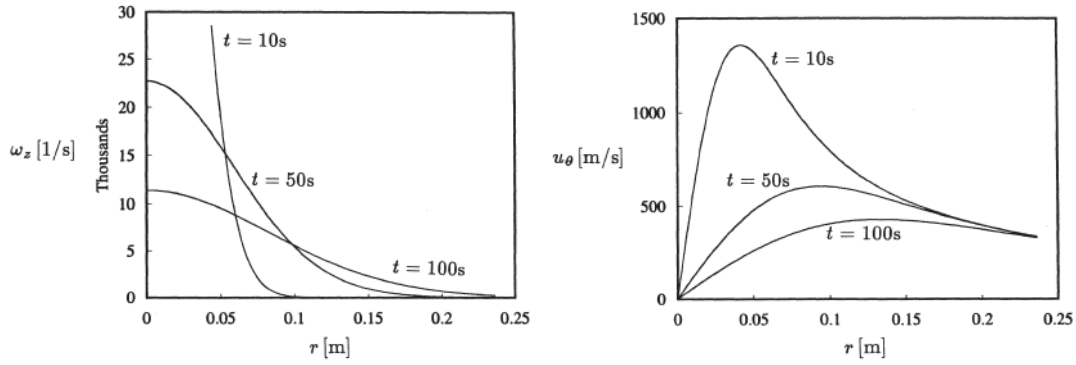 30
25
20
15
10
5
0
Thousands
ω_z [1/s]
t = 10s
t = 50s
t = 100s
0
0.05
0.1
0.15
0.2
0.25
r [m]
1500
1000
500
0
u_θ [m/s]
t = 10s
t = 50s
t = 100s
0
0.05
0.1
0.15
0.2
0.25
r [m]